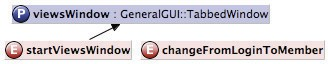 P viewsWindow : GeneralGUI::TabbedWindow
E startViewsWindow
E changeFromLoginToMember